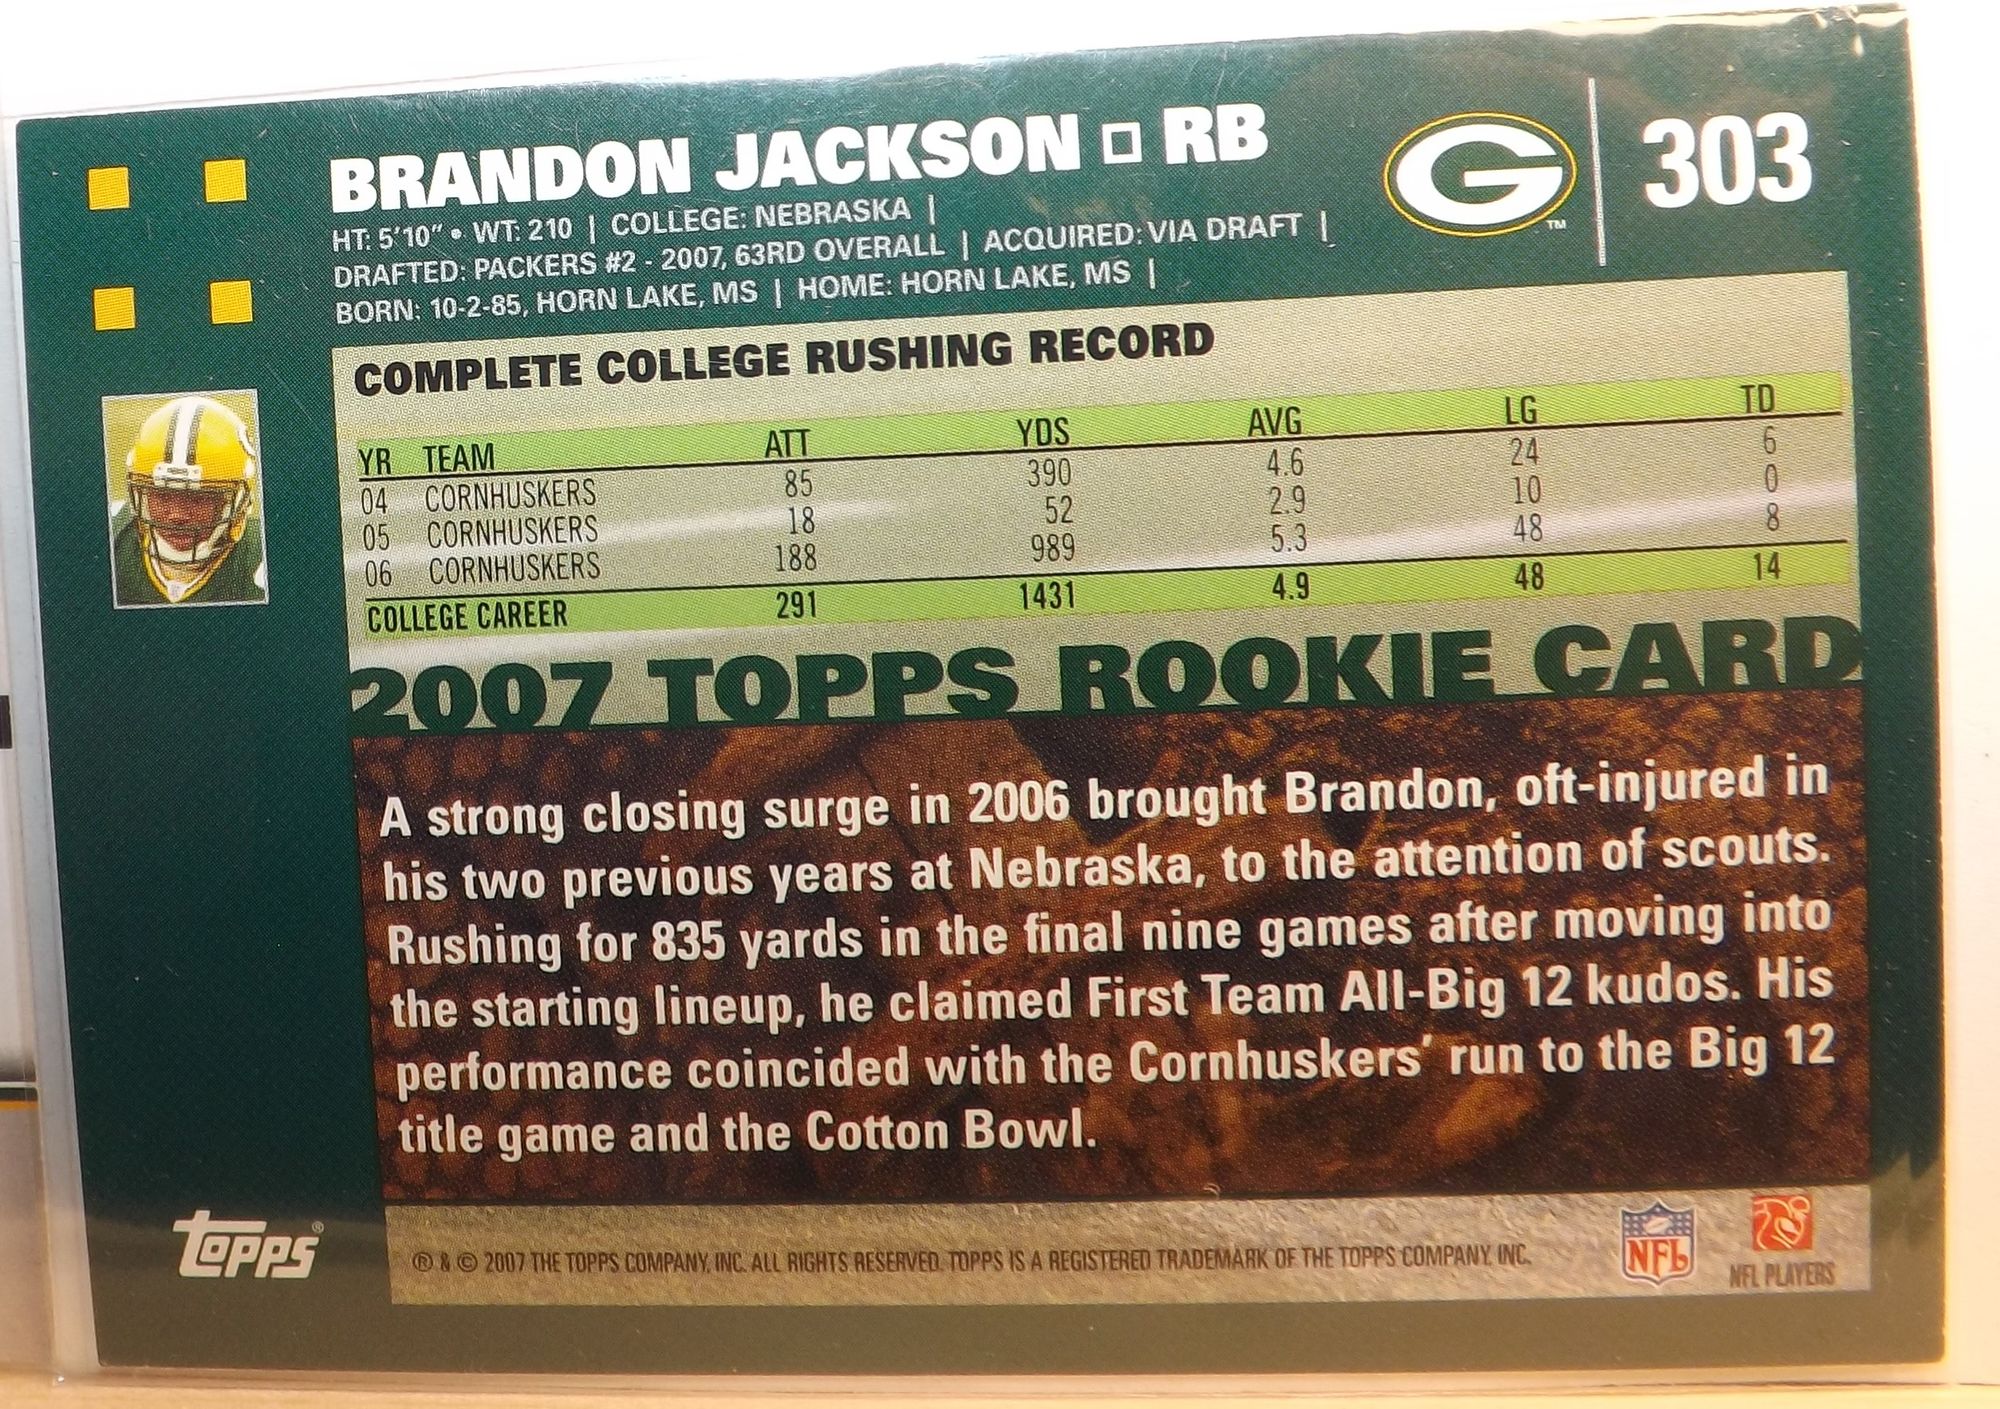 BRANDON JACKSON □ RB
303
HT: 5'10" • WT: 210 | COLLEGE: NEBRASKA |
DRAFTED: PACKERS #2 - 2007, 63RD OVERALL | ACQUIRED: VIA DRAFT |
BORN: 10-2-85, HORN LAKE, MS | HOME: HORN LAKE, MS |
G TM
COMPLETE COLLEGE RUSHING RECORD
YR TEAM ATT YDS AVG LG TD
04 CORNHUSKERS 85 390 4.6 24 6
05 CORNHUSKERS 18 52 2.9 10 0
06 CORNHUSKERS 188 989 5.3 48 8
COLLEGE CAREER 291 1431 4.9 48 14
2007 TOPPS ROOKIE CARD
A strong closing surge in 2006 brought Brandon, oft-injured in
his two previous years at Nebraska, to the attention of scouts.
Rushing for 835 yards in the final nine games after moving into
the starting lineup, he claimed First Team All-Big 12 kudos. His
performance coincided with the Cornhuskers' run to the Big 12
title game and the Cotton Bowl.
Topps®
® & © 2007 THE TOPPS COMPANY, INC. ALL RIGHTS RESERVED. TOPPS IS A REGISTERED TRADEMARK OF THE TOPPS COMPANY, INC.
NFL
NFL PLAYERS